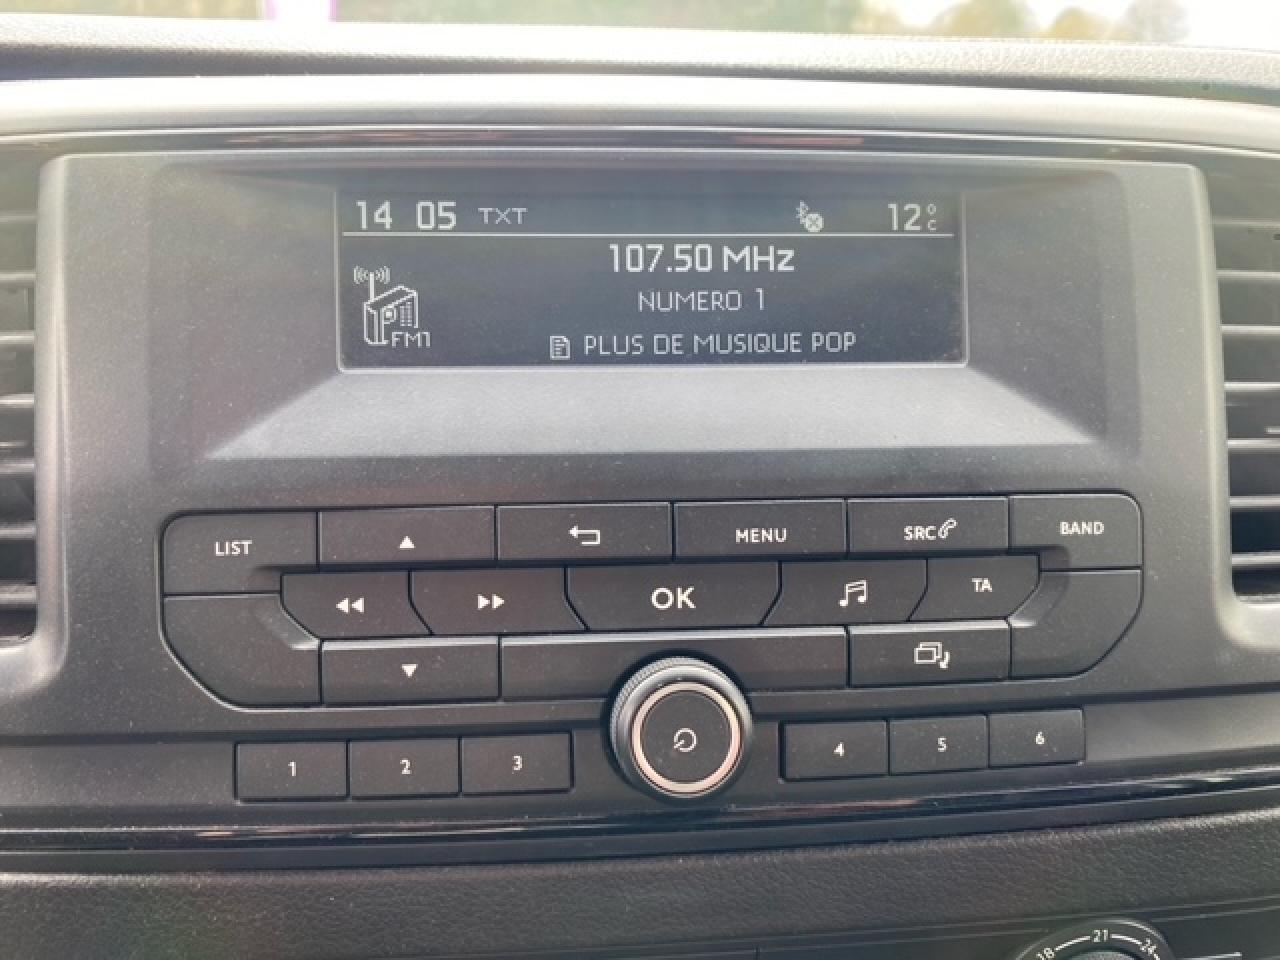 14 05 TXT 12°C
107.50 MHz
NUMERO 1
FM1
PLUS DE MUSIQUE POP
LIST MENU SRC BAND
OK TA
1 2 3 4 5 6
18 21 24